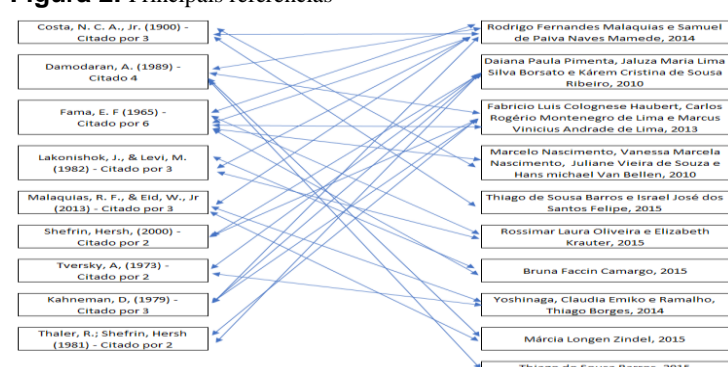 Figura 2. Principais referências
Costa, N. C. A., Jr. (1900) -
Citado por 3
Damodaran, A. (1989) -
Citado 4
Fama, E. F (1965) -
Citado por 6
Lakonishok, J., & Levi, M.
(1982) - Citado por 3
Malaquias, R. F., & Eid, W., Jr
(2013) - Citado por 3
Shefrin, Hersh, (2000) -
Citado por 2
Tversky, A, (1973) -
Citado por 2
Kahneman, D, (1979) -
Citado por 3
Thaler, R.; Shefrin, Hersh
(1981) - Citado por 2
Rodrigo Fernandes Malaquias e Samuel
de Paiva Naves Mamede, 2014
Daiana Paula Pimenta, Jaluza Maria Lima
Silva Borsato e Kárem Cristina de Sousa
Ribeiro, 2010
Fabricio Luis Colognese Haubert, Carlos
Rogério Montenegro de Lima e Marcus
Vinicius Andrade de Lima, 2013
Marcelo Nascimento, Vanessa Marcela
Nascimento, Juliane Vieira de Souza e
Hans michael Van Bellen, 2010
Thiago de Sousa Barros e Israel José dos
Santos Felipe, 2015
Rossimar Laura Oliveira e Elizabeth
Krauter, 2015
Bruna Faccin Camargo, 2015
Yoshinaga, Claudia Emiko e Ramalho,
Thiago Borges, 2014
Márcia Longen Zindel, 2015
Thiago de Sousa Barros, 2015